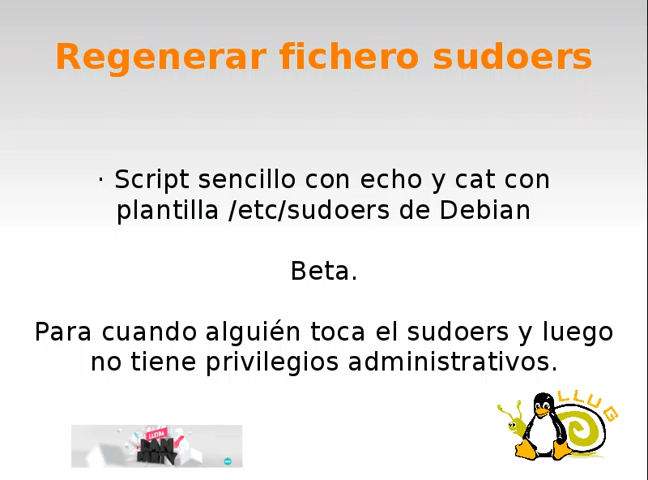 Regenerar fichero sudoers
· Script sencillo con echo y cat con
plantilla /etc/sudoers de Debian
Beta.
Para cuando alguién toca el sudoers y luego
no tiene privilegios administrativos.
LLUG